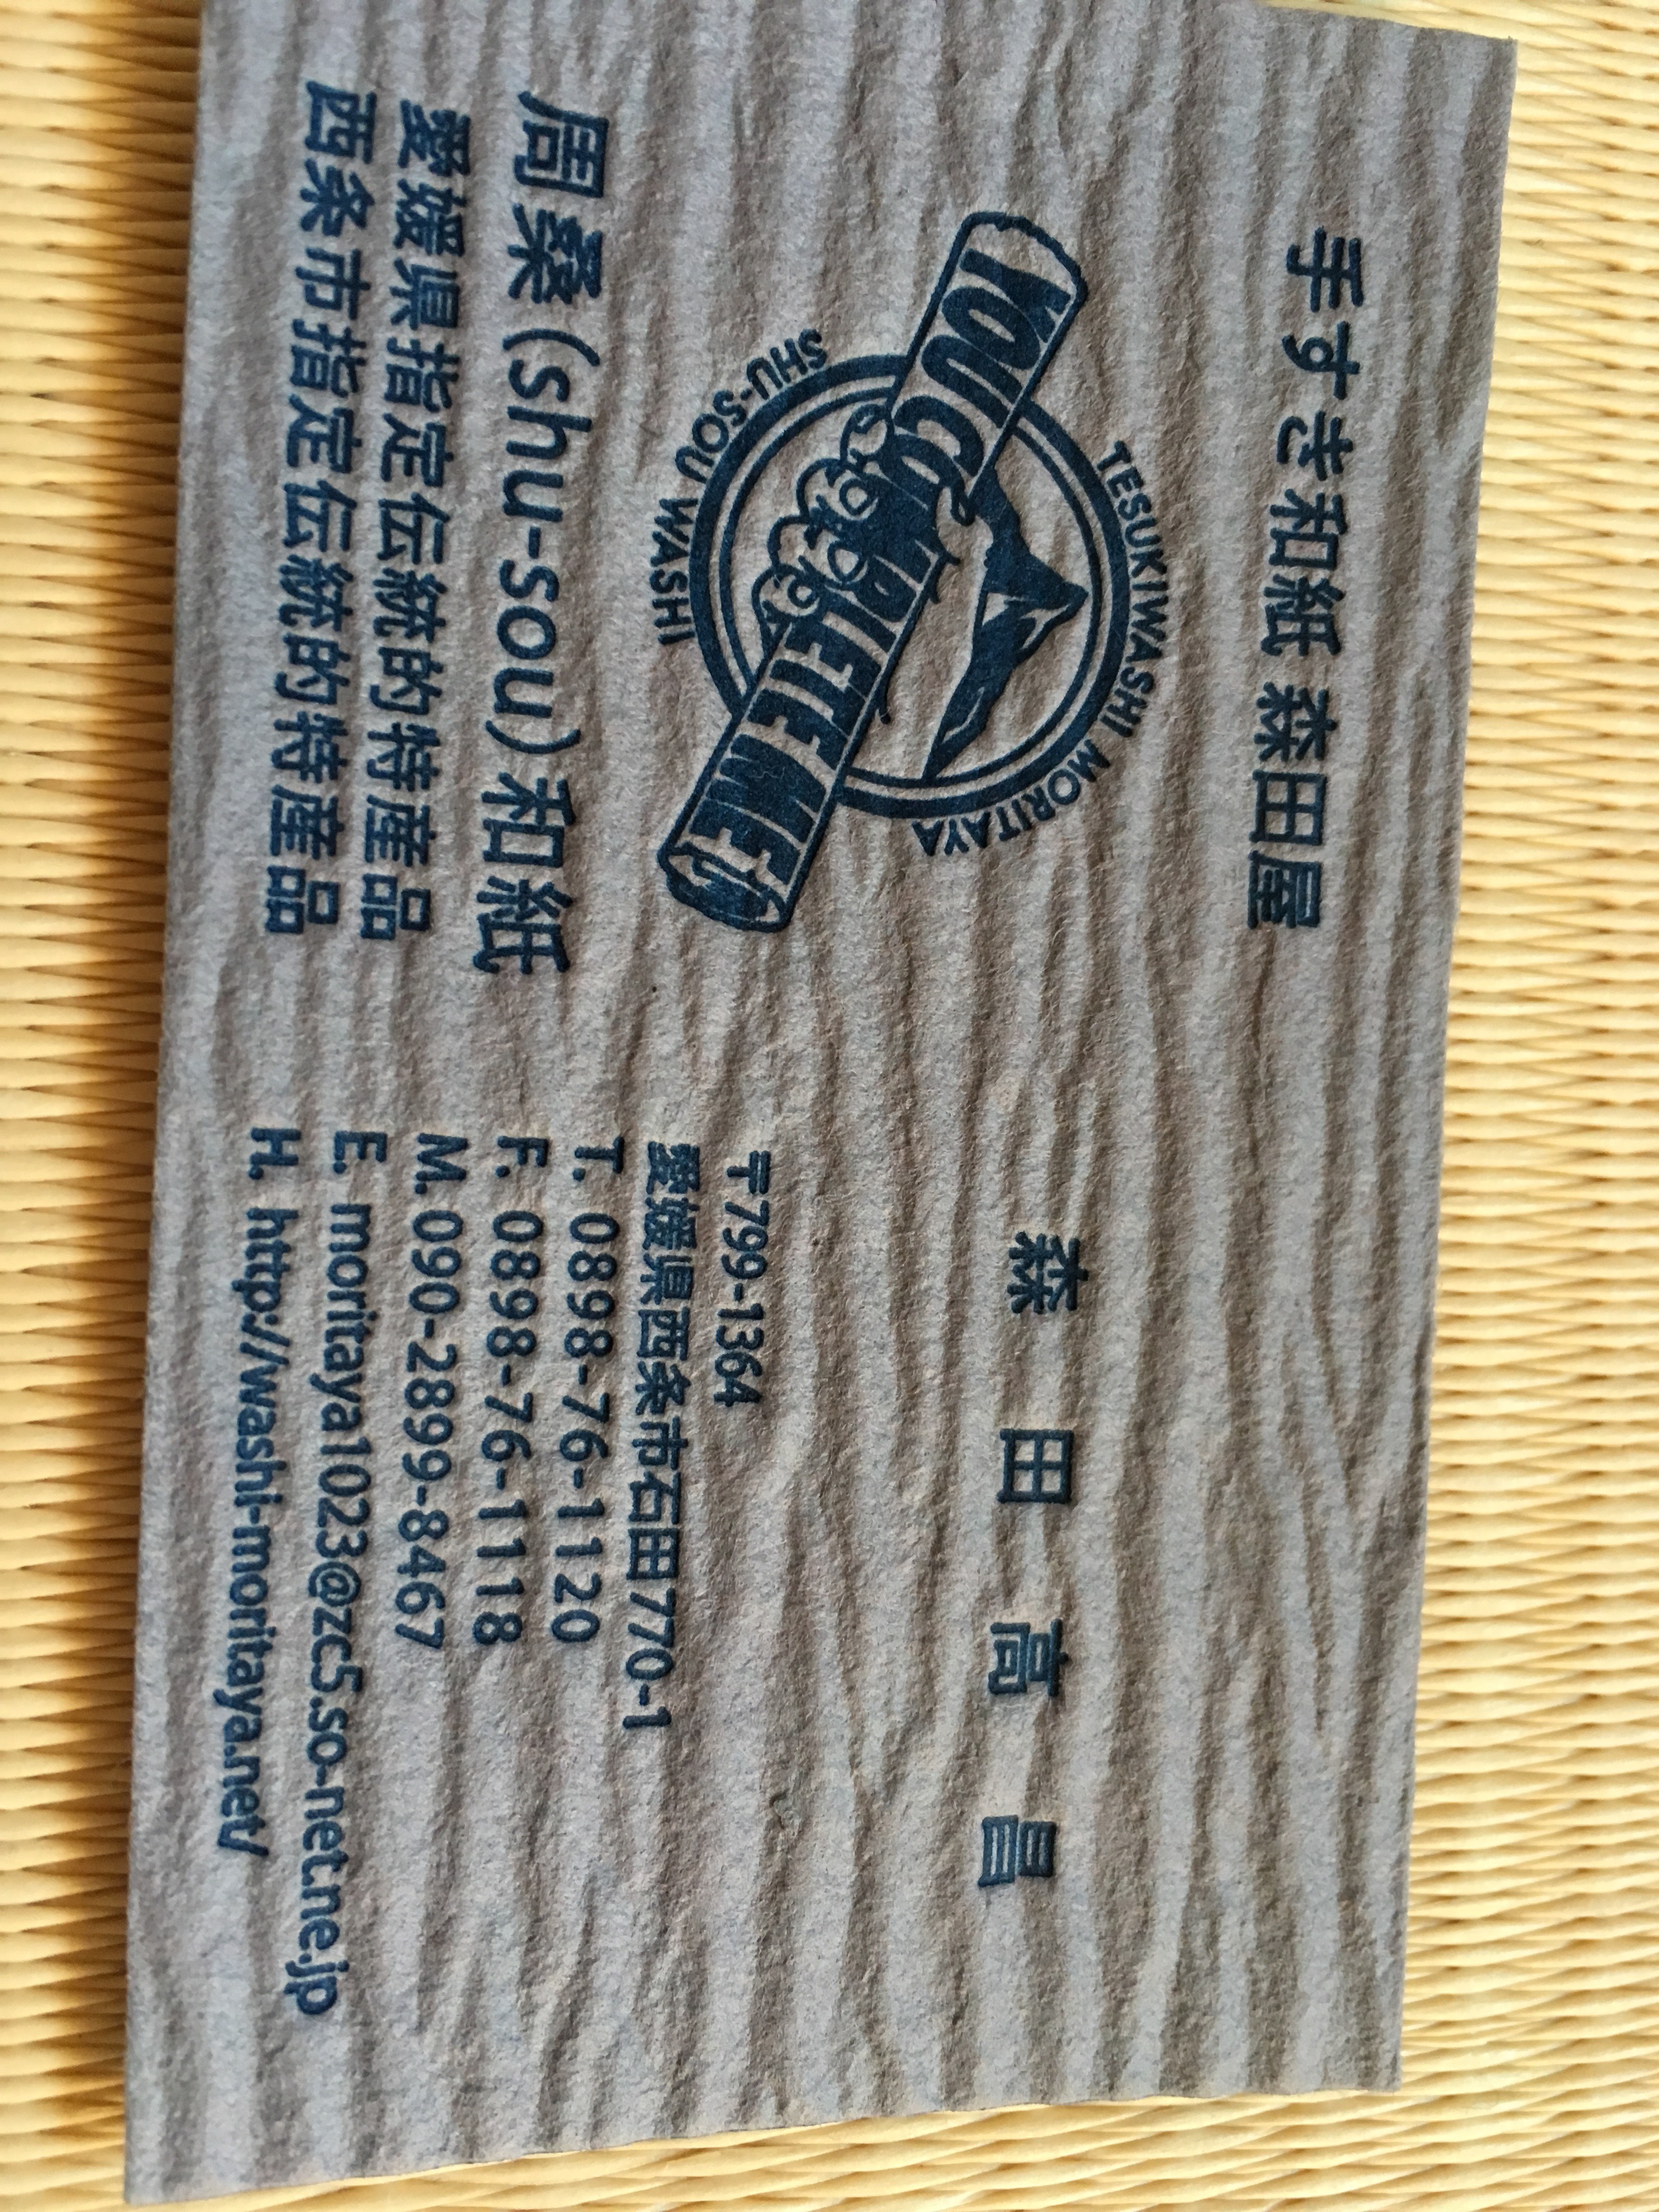 手すき和紙 森田屋
TESUKIWASHI MORITAYA
YOU COMPLETE ME
SHU-SOU WASHI
周桑(shu-sou)和紙
愛媛県指定伝統的特産品
西条市指定伝統的特産品
森田高昌
〒799-1364
愛媛県西条市石田770-1
T. 0898-76-1120
F. 0898-76-1118
M. 090-2899-8467
E. moritaya1023@zc5.so-net.ne.jp
H. http://washi-moritaya.net/